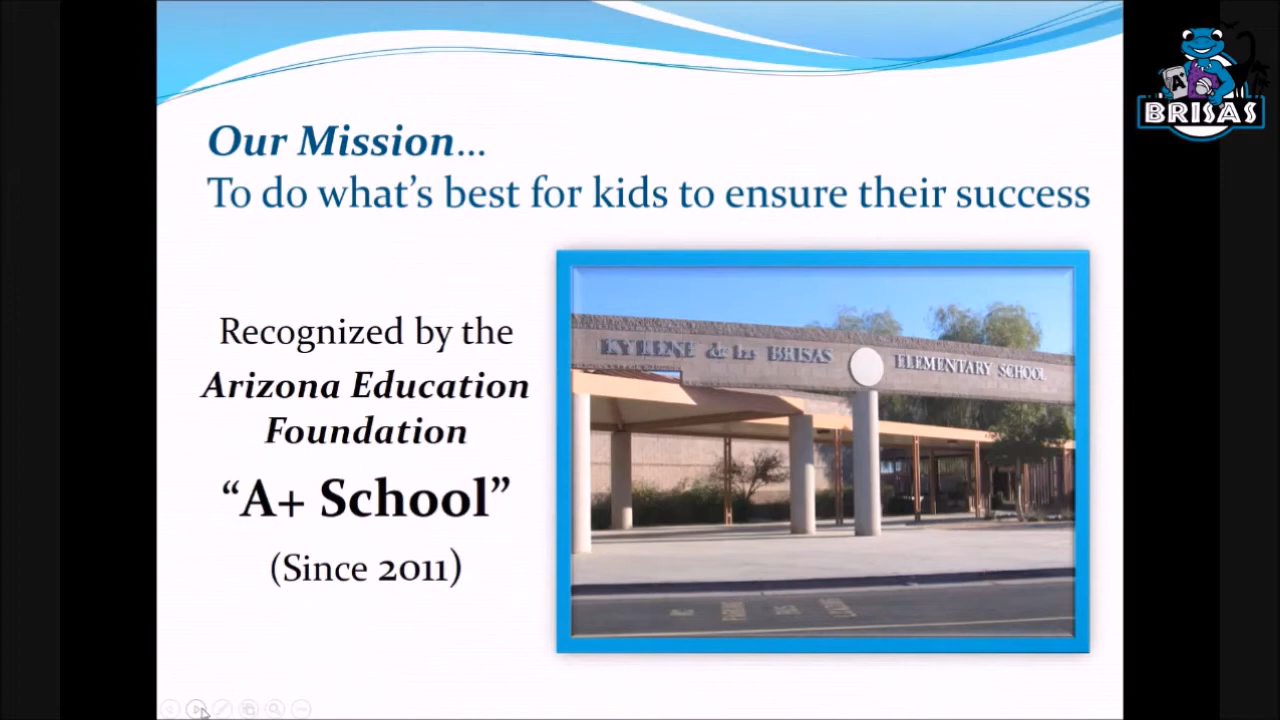 Our Mission...
To do what's best for kids to ensure their success
Recognized by the
Arizona Education
Foundation
"A+ School"
(Since 2011)
KYRENE de las BRISAS ELEMENTARY SCHOOL
A+
BRISAS